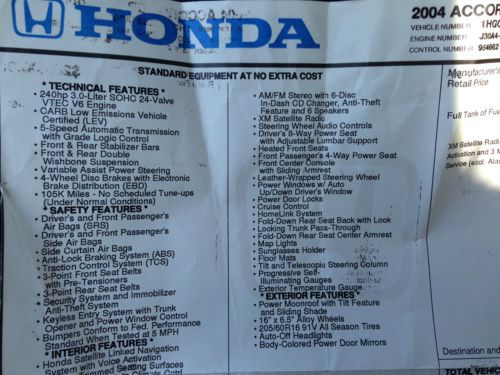 HONDA
2004 ACCOR
VEHICLE NUMBER 1HGC
ENGINE NUMBER J30A4-
CONTROL NUMBER 954662
STANDARD EQUIPMENT AT NO EXTRA COST
* TECHNICAL FEATURES *
• 240hp 3.0-Liter SOHC 24-Valve
VTEC V6 Engine
• CARB Low Emissions Vehicle
Certified (LEV)
• 5-Speed Automatic Transmission
with Grade Logic Control
• Front & Rear Stabilizer Bars
• Front & Rear Double
Wishbone Suspension
• Variable Assist Power Steering
• 4-Wheel Disc Brakes with Electronic
Brake Distribution (EBD)
• 105K Miles - No Scheduled Tune-ups
(Under Normal Conditions)
* SAFETY FEATURES *
• Driver's and Front Passenger's
Air Bags (SRS)
• Driver's and Front Passenger's
Side Air Bags
• Side Curtain Air Bags
• Anti-Lock Braking System (ABS)
• Traction Control System (TCS)
• 3-Point Front Seat Belts
with Pre-Tensioners
• 3-Point Rear Seat Belts
• Security System and Immobilizer
Anti-Theft System
• Keyless Entry System with Trunk
Opener and Power Window Control
• Bumpers Conform to Fed. Performance
Standard When Tested at 5 MPH
* INTERIOR FEATURES *
• Honda Satellite Linked Navigation
System with Voice Activation
Trimmed Seating Surfaces
• AM/FM Stereo with 6-Disc
In-Dash CD Changer, Anti-Theft
Feature and 6 Speakers
• XM Satellite Radio
• Steering Wheel Audio Controls
• Driver's 8-Way Power Seat
with Adjustable Lumbar Support
• Heated Front Seats
• Front Passenger's 4-Way Power Seat
• Front Center Console
with Sliding Armrest
• Leather-Wrapped Steering Wheel
• Power Windows w/ Auto
Up/Down Driver's Window
• Power Door Locks
• Cruise Control
• HomeLink System
• Fold-Down Rear Seat Back with Lock
• Locking Trunk Pass-Through
• Fold-Down Rear Seat Center Armrest
• Map Lights
• Sunglasses Holder
• Floor Mats
• Tilt and Telescopic Steering Column
• Progressive Self-
Illuminating Gauges
• Exterior Temperature Gauge
* EXTERIOR FEATURES *
• Power Moonroof with Tilt Feature
and Sliding Shade
• 16" x 6.5" Alloy Wheels
• 205/60R16 91V All Season Tires
• Auto-Off Headlights
• Body-Colored Power Door Mirrors
Manufacturer's
Retail Price
Full Tank of Fue
XM Satellite Radio
Activation and 3 M
Service (excl. Alas
Destination and
TOTAL VEHIC